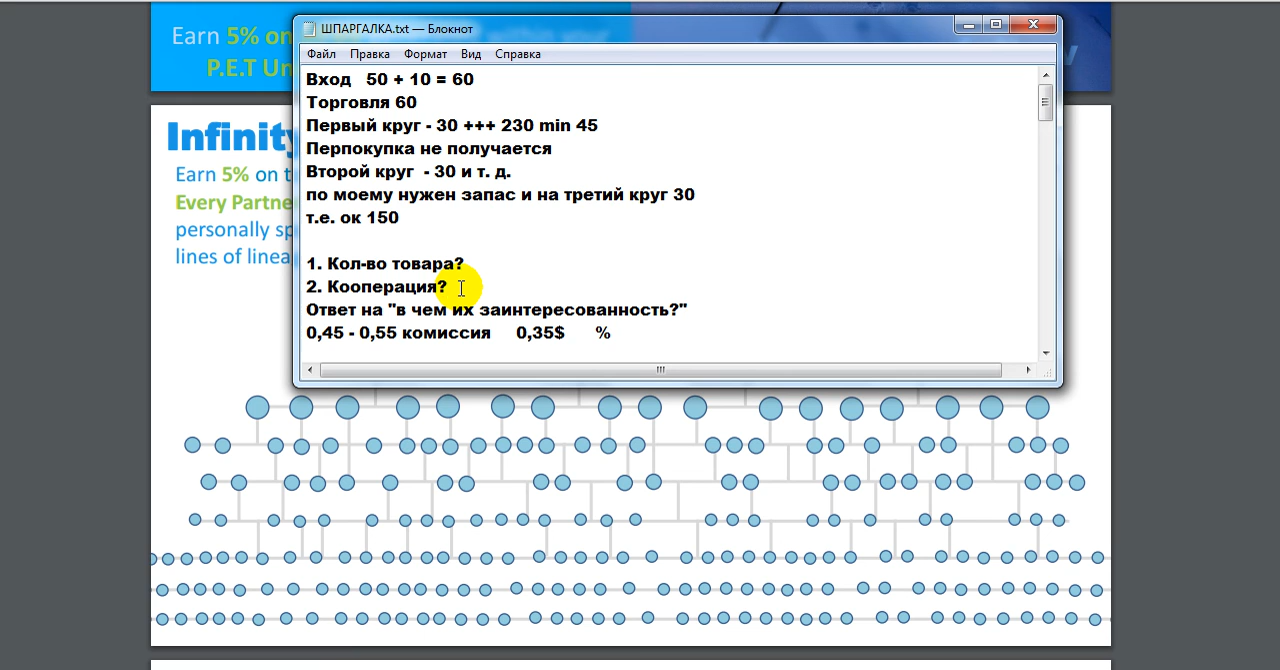 Earn 5% on
P.E.T Un
ШПАРГАЛКА.txt — Блокнот
Файл Правка Формат Вид Справка
Вход 50 + 10 = 60
Торговля 60
Первый круг - 30 +++ 230 min 45
Перпокупка не получается
Второй круг - 30 и т. д.
по моему нужен запас и на третий круг 30
т.е. ок 150
1. Кол-во товара?
2. Кооперация?
Ответ на "в чем их заинтересованность?"
0,45 - 0,55 комиссия 0,35$ %
Infinity
Earn 5% on t
Every Partne
personally sp
lines of linea